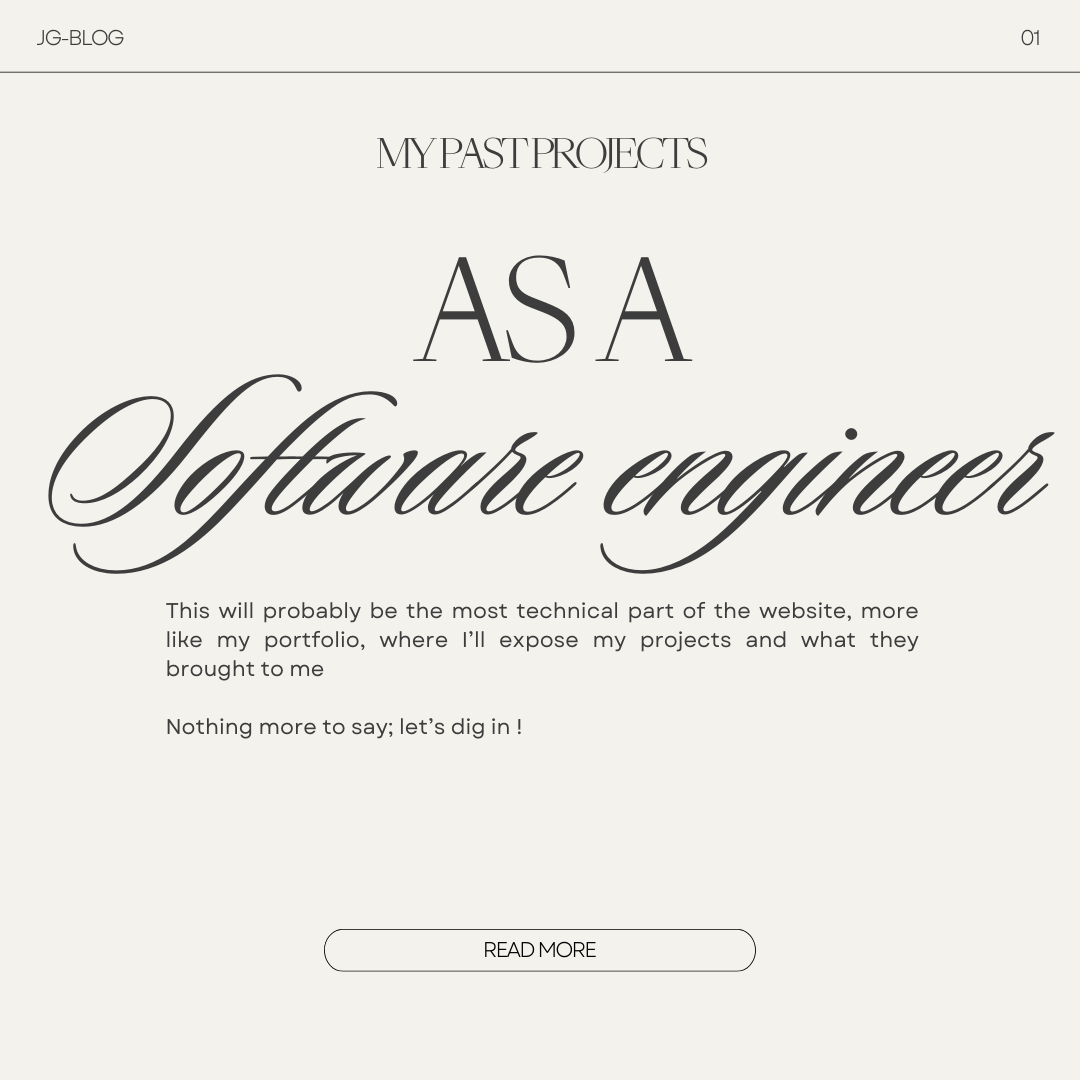 JG-BLOG
01
MY PAST PROJECTS
AS A
Software engineer
This will probably be the most technical part of the website, more
like my portfolio, where I’ll expose my projects and what they
brought to me
Nothing more to say; let’s dig in !
READ MORE